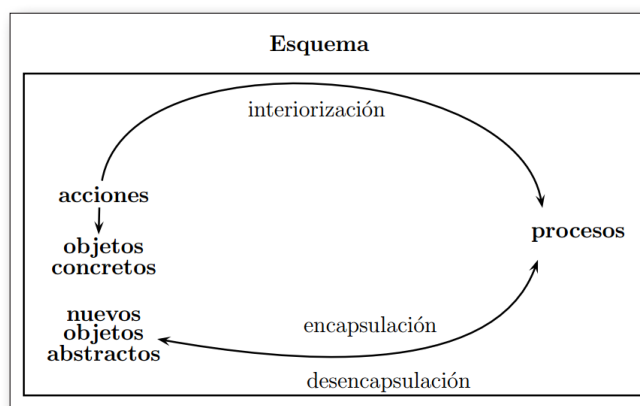 Esquema
interiorización
acciones
objetos
concretos
procesos
nuevos
objetos
abstractos
encapsulación
desencapsulación